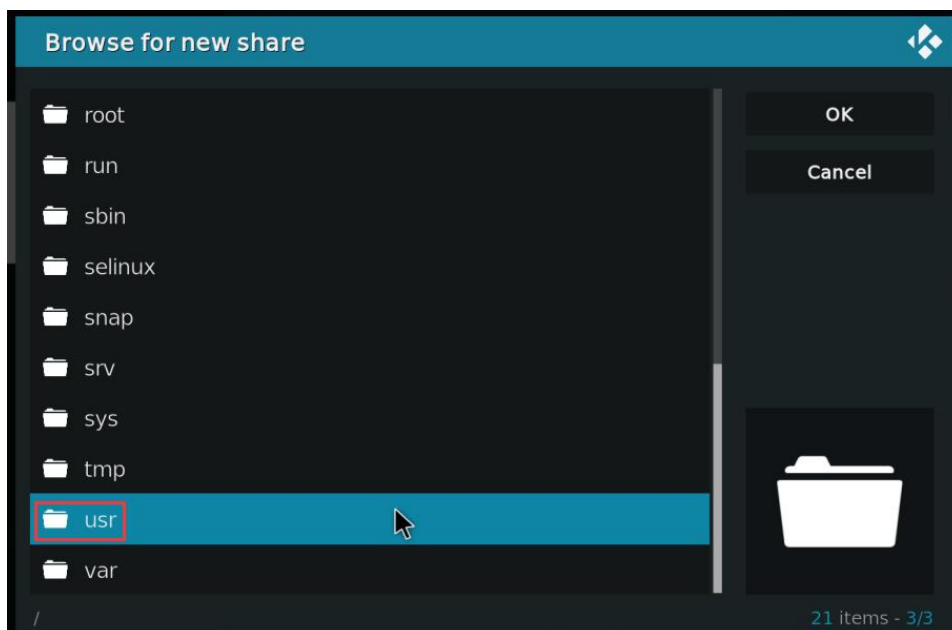 Browse for new share
root
run
sbin
selinux
snap
srv
sys
tmp
usr
var
OK
Cancel
/
21 items - 3/3